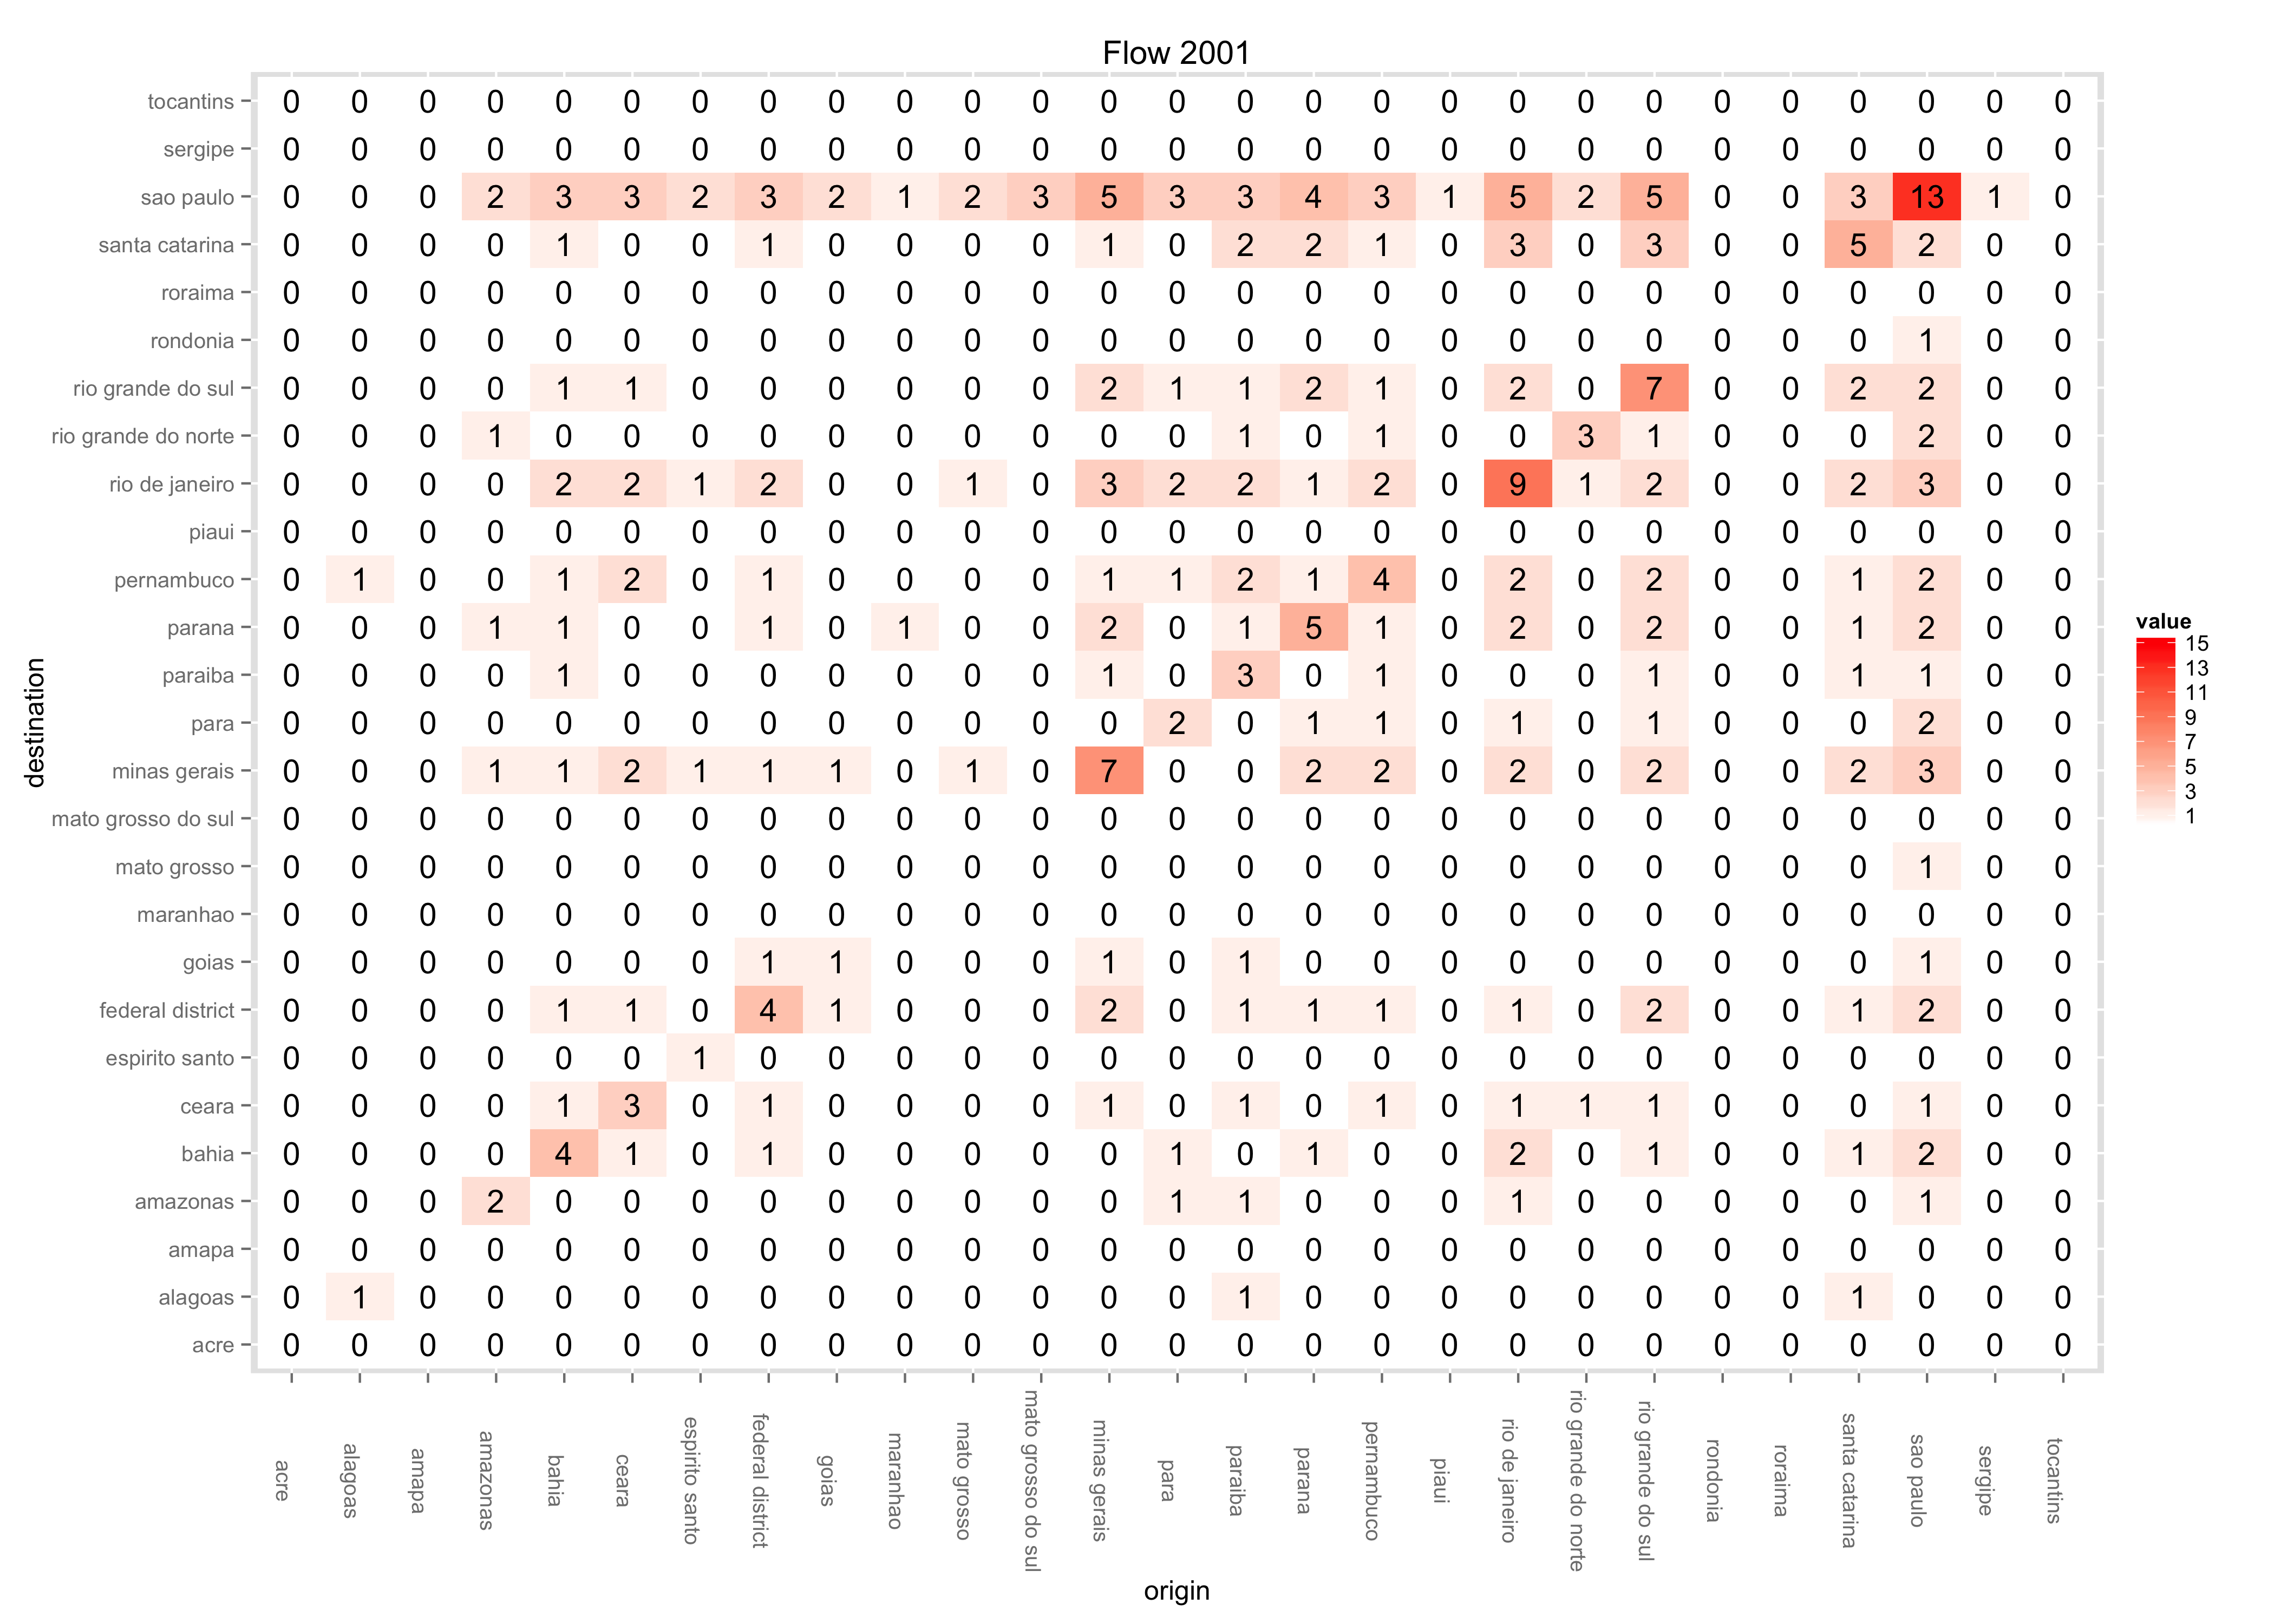 Flow 2001
tocantins 0 0 0 0 0 0 0 0 0 0 0 0 0 0 0 0 0 0 0 0 0 0 0 0 0 0 0
sergipe 0 0 0 0 0 0 0 0 0 0 0 0 0 0 0 0 0 0 0 0 0 0 0 0 0 0 0
sao paulo 0 0 0 2 3 3 2 3 2 1 2 3 5 3 3 4 3 1 5 2 5 0 0 3 13 1 0
santa catarina 0 0 0 0 1 0 0 1 0 0 0 0 1 0 2 2 1 0 3 0 3 0 0 5 2 0 0
roraima 0 0 0 0 0 0 0 0 0 0 0 0 0 0 0 0 0 0 0 0 0 0 0 0 0 0 0
rondonia 0 0 0 0 0 0 0 0 0 0 0 0 0 0 0 0 0 0 0 0 0 0 0 0 1 0 0
rio grande do sul 0 0 0 0 1 1 0 0 0 0 0 0 2 1 1 2 1 0 2 0 7 0 0 2 2 0 0
rio grande do norte 0 0 0 1 0 0 0 0 0 0 0 0 0 0 1 0 1 0 0 3 1 0 0 0 2 0 0
rio de janeiro 0 0 0 0 2 2 1 2 0 0 1 0 3 2 2 1 2 0 9 1 2 0 0 2 3 0 0
piaui 0 0 0 0 0 0 0 0 0 0 0 0 0 0 0 0 0 0 0 0 0 0 0 0 0 0 0
pernambuco 0 1 0 0 1 2 0 1 0 0 0 0 1 1 2 1 4 0 2 0 2 0 0 1 2 0 0
parana 0 0 0 1 1 0 0 1 0 1 0 0 2 0 1 5 1 0 2 0 2 0 0 1 2 0 0
paraiba 0 0 0 0 1 0 0 0 0 0 0 0 1 0 3 0 1 0 0 0 1 0 0 1 1 0 0
para 0 0 0 0 0 0 0 0 0 0 0 0 0 2 0 1 1 0 1 0 1 0 0 0 2 0 0
minas gerais 0 0 0 1 1 2 1 1 1 0 1 0 7 0 0 2 2 0 2 0 2 0 0 2 3 0 0
mato grosso do sul 0 0 0 0 0 0 0 0 0 0 0 0 0 0 0 0 0 0 0 0 0 0 0 0 0 0 0
mato grosso 0 0 0 0 0 0 0 0 0 0 0 0 0 0 0 0 0 0 0 0 0 0 0 0 1 0 0
maranhao 0 0 0 0 0 0 0 0 0 0 0 0 0 0 0 0 0 0 0 0 0 0 0 0 0 0 0
goias 0 0 0 0 0 0 0 1 1 0 0 0 1 0 1 0 0 0 0 0 0 0 0 0 1 0 0
federal district 0 0 0 0 1 1 0 4 1 0 0 0 2 0 1 1 1 0 1 0 2 0 0 1 2 0 0
espirito santo 0 0 0 0 0 0 1 0 0 0 0 0 0 0 0 0 0 0 0 0 0 0 0 0 0 0 0
ceara 0 0 0 0 1 3 0 1 0 0 0 0 1 0 1 0 1 0 1 1 1 0 0 0 1 0 0
bahia 0 0 0 0 4 1 0 1 0 0 0 0 0 1 0 1 0 0 2 0 1 0 0 1 2 0 0
amazonas 0 0 0 2 0 0 0 0 0 0 0 0 0 1 1 0 0 0 1 0 0 0 0 0 1 0 0
amapa 0 0 0 0 0 0 0 0 0 0 0 0 0 0 0 0 0 0 0 0 0 0 0 0 0 0 0
alagoas 0 1 0 0 0 0 0 0 0 0 0 0 0 0 1 0 0 0 0 0 0 0 0 1 0 0 0
acre 0 0 0 0 0 0 0 0 0 0 0 0 0 0 0 0 0 0 0 0 0 0 0 0 0 0 0
destination
acre
alagoas
amapa
amazonas
bahia
ceara
espirito santo
federal district
goias
maranhao
mato grosso
mato grosso do sul
minas gerais
para
paraiba
parana
pernambuco
piaui
rio de janeiro
rio grande do norte
rio grande do sul
rondonia
roraima
santa catarina
sao paulo
sergipe
tocantins
origin
value
15
13
11
9
7
5
3
1